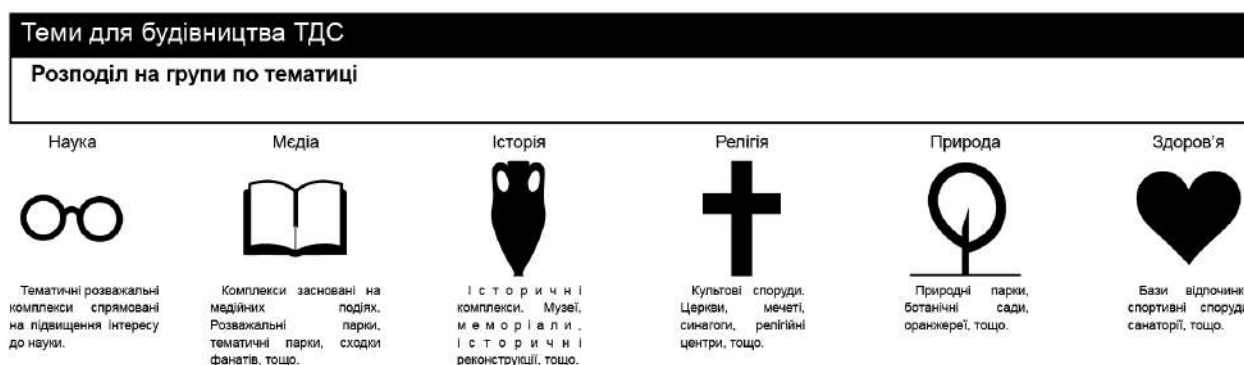 Теми для будівництва ТДС
Розподіл на групи по тематиці
Наука
Тематичні розважальні
комплекси спрямовані
на підвищення інтересу
до науки.
Медіа
Комплекси засновані на
медійних подіях.
Розважальні парки,
тематичні парки, сходки
фанатів, тощо.
Історія
Історичні
комплекси. Музеї,
меморіали,
історичні
реконструкції, тощо.
Релігія
Культові споруди.
Церкви, мечеті,
синагоги, релігійні
центри, тощо.
Природа
Природні парки,
ботанічні сади,
оранжереї, тощо.
Здоров’я
Бази відпочинк
спортивні споруд
санаторії, тощо.